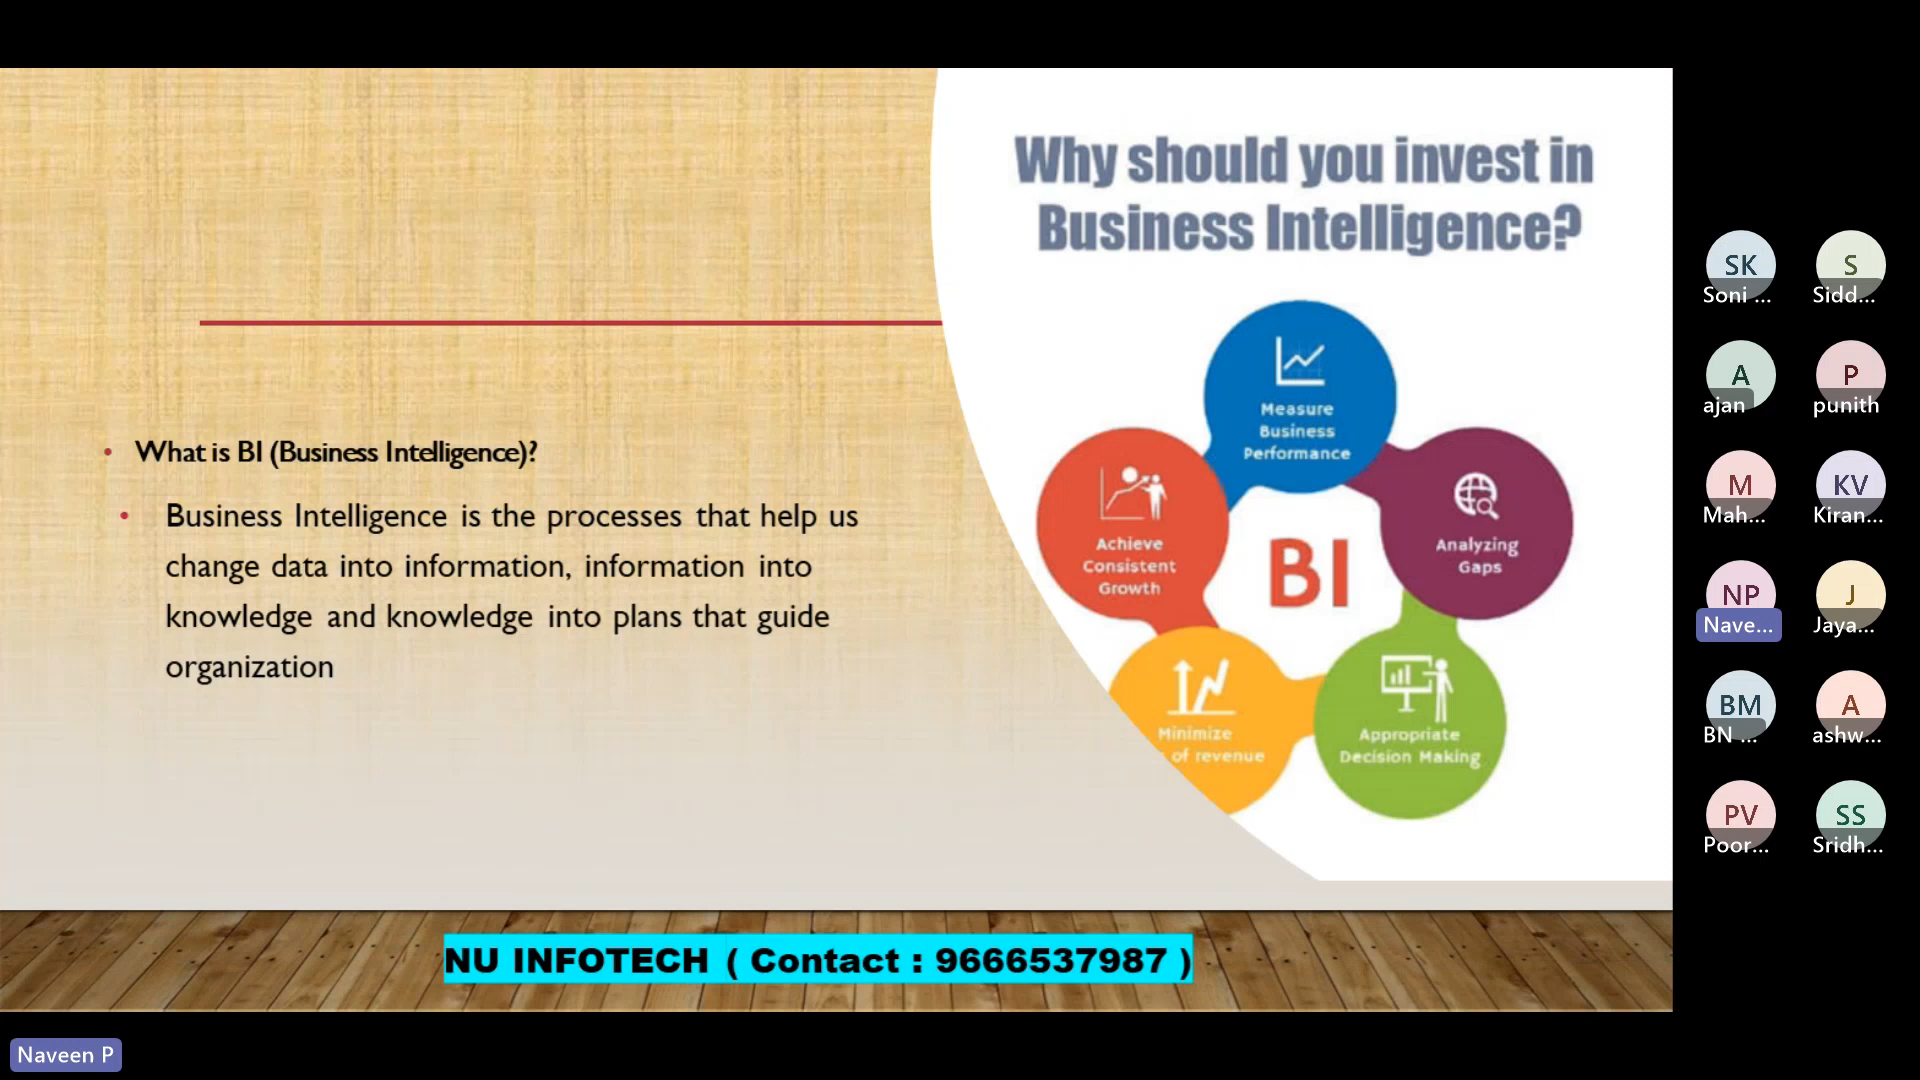 Why should you invest in
Business Intelligence?
What is BI (Business Intelligence)?
Business Intelligence is the processes that help us
change data into information, information into
knowledge and knowledge into plans that guide
organization
Measure
Business
Performance
Achieve
Consistent
Growth
BI
Analyzing
Gaps
Minimize
of revenue
Appropriate
Decision Making
NU INFOTECH ( Contact : 9666537987 )
Naveen P
SK
Soni ...
S
Sidd...
A
ajan
P
punith
M
Mah...
KV
Kiran...
NP
Nave...
J
Jaya...
BM
BN ...
A
ashw...
PV
Poor...
SS
Sridh...